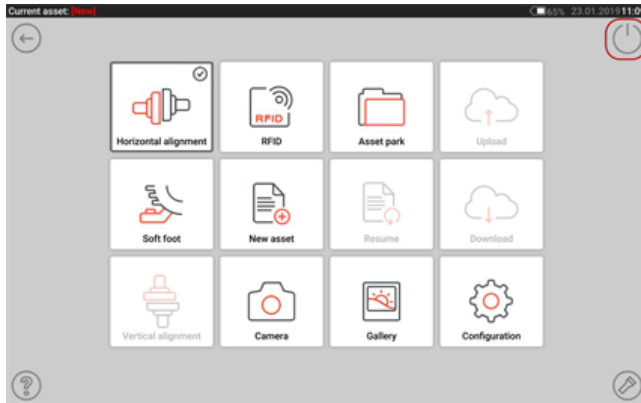 Current asset: [New] 65% 23.01.2019 11:09
Horizontal alignment RFID Asset park Upload
RFID
Soft foot New asset Resume Download
Vertical alignment Camera Gallery Configuration